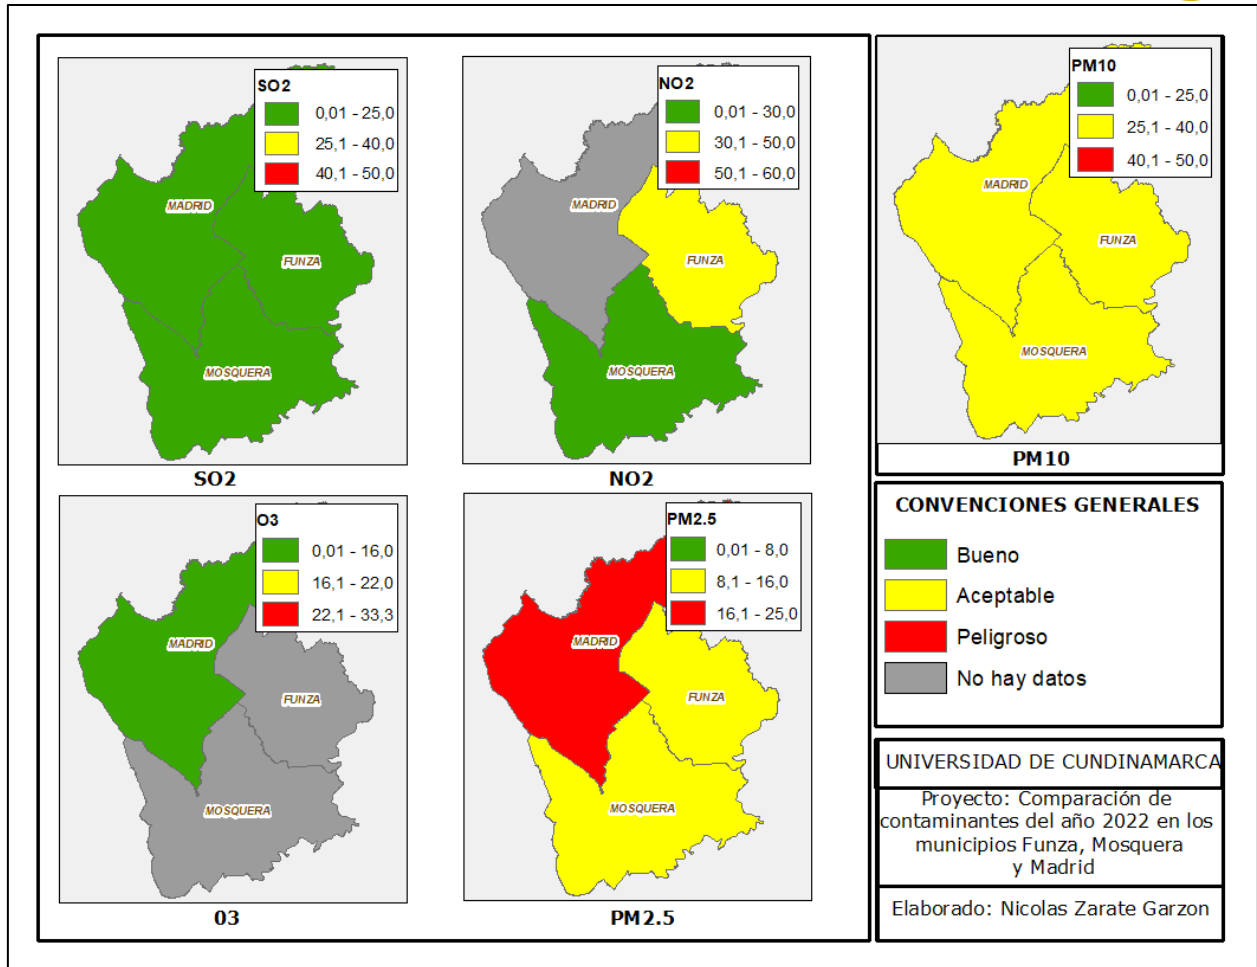 SO2
0,01 - 25,0
25,1 - 40,0
40,1 - 50,0
MADRID
FUNZA
MOSQUERA
SO2
NO2
0,01 - 30,0
30,1 - 50,0
50,1 - 60,0
MADRID
FUNZA
MOSQUERA
NO2
PM10
0,01 - 25,0
25,1 - 40,0
40,1 - 50,0
MADRID
FUNZA
MOSQUERA
PM10
O3
0,01 - 16,0
16,1 - 22,0
22,1 - 33,3
MADRID
FUNZA
MOSQUERA
03
PM2.5
0,01 - 8,0
8,1 - 16,0
16,1 - 25,0
MADRID
FUNZA
MOSQUERA
PM2.5
CONVENCIONES GENERALES
Bueno
Aceptable
Peligroso
No hay datos
UNIVERSIDAD DE CUNDINAMARCA
Proyecto: Comparación de
contaminantes del año 2022 en los
municipios Funza, Mosquera
y Madrid
Elaborado: Nicolas Zarate Garzon